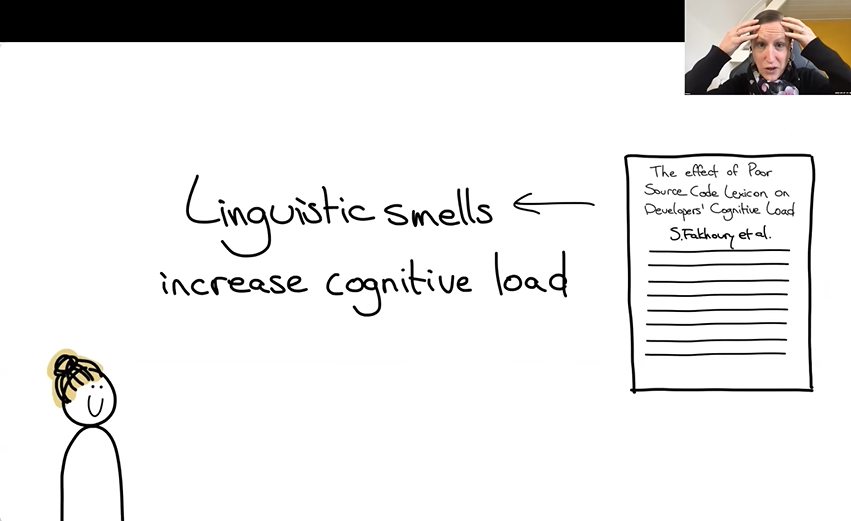 Linguistic smells
increase cognitive load
The effect of Poor
Source Code Lexicon on
Developers' Cognitive Load
S. Fakhoury et al.